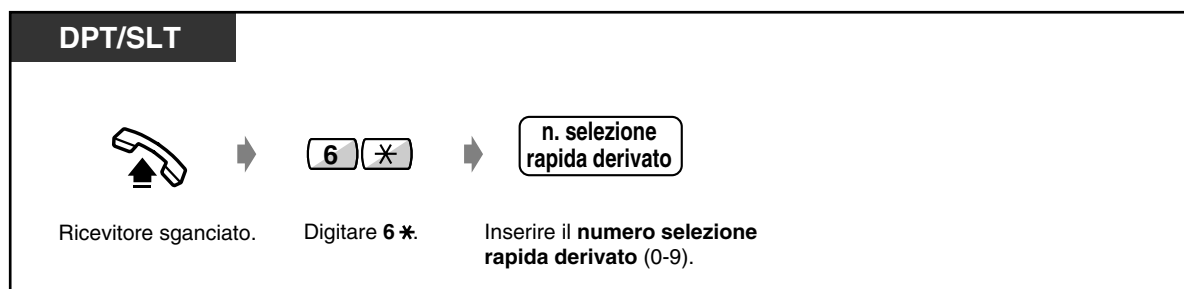 DPT/SLT
6 ✳
n. selezione
rapida derivato
Ricevitore sganciato.
Digitare 6 ✳.
Inserire il numero selezione
rapida derivato (0-9).